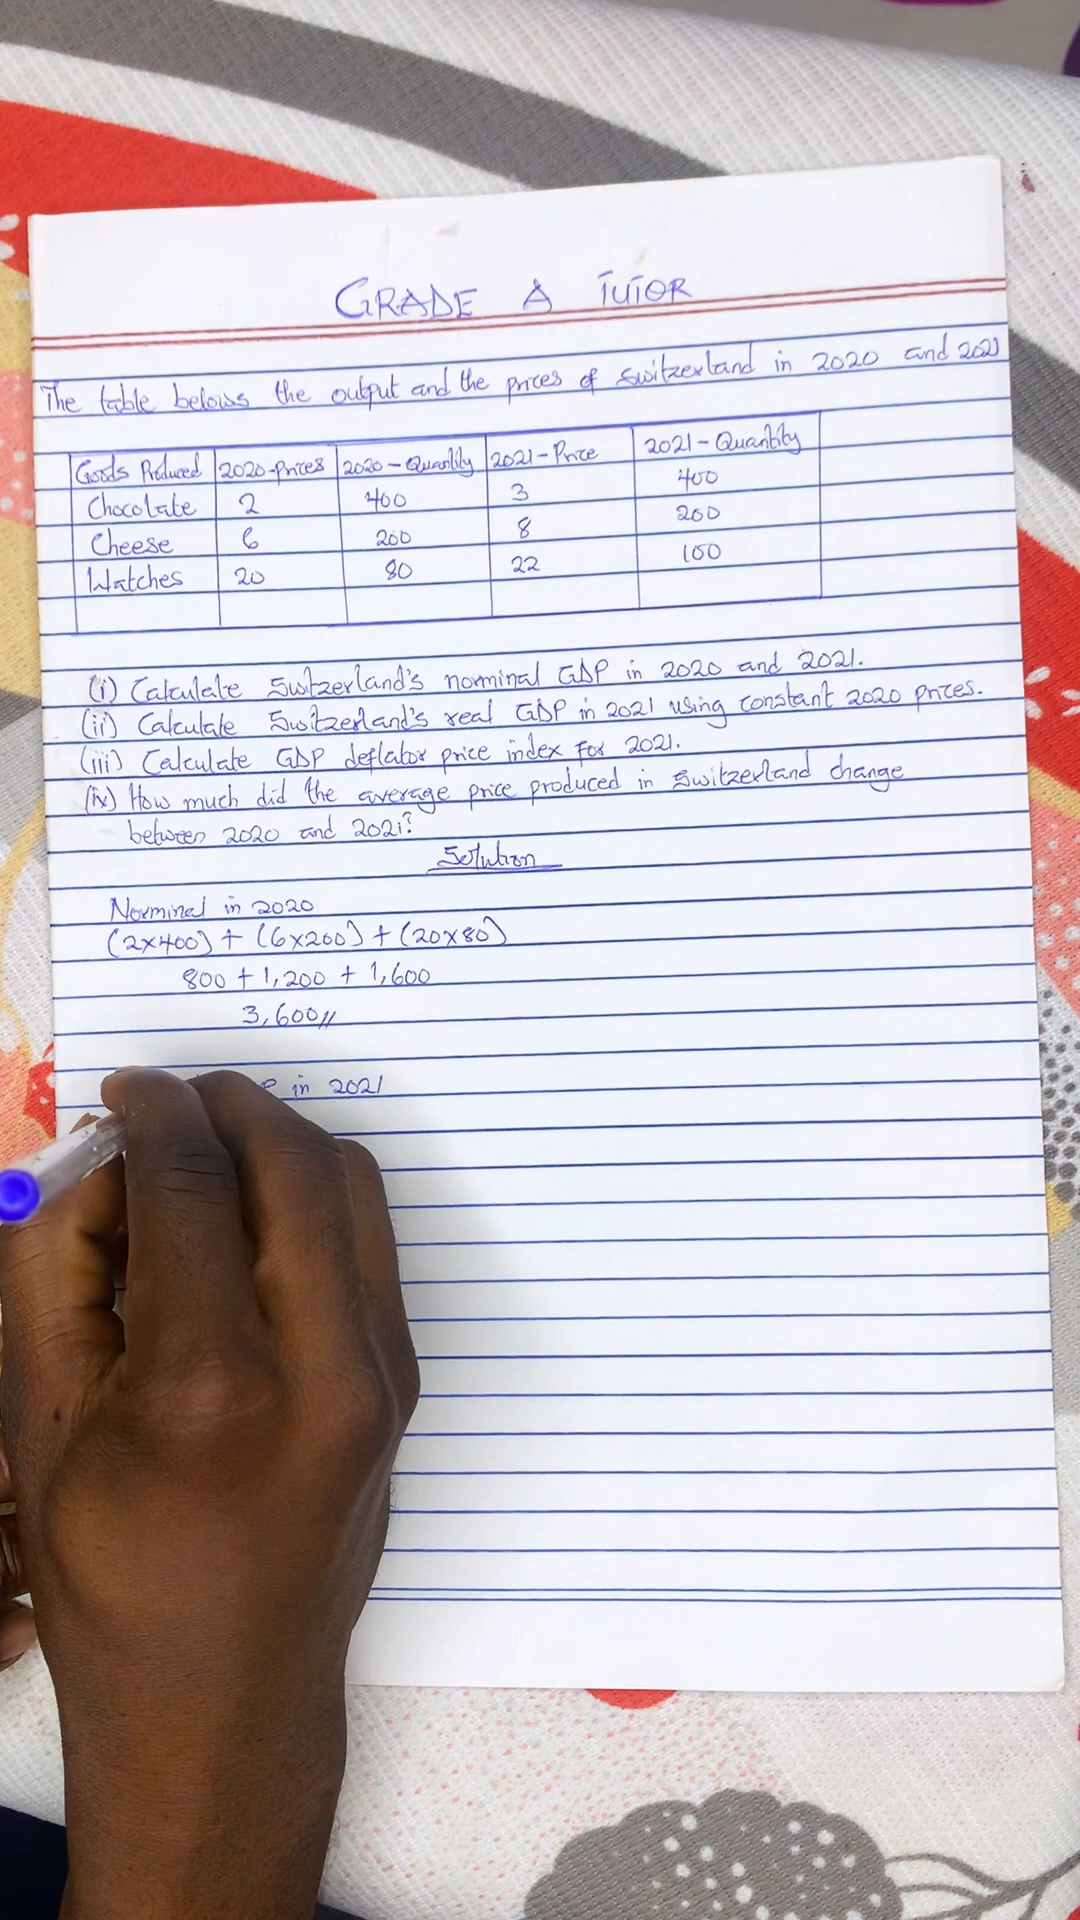 GRADE A TUTOR
The table belows the output and the prices of Switzerland in 2020 and 2021
Goods Produced 2020-prices 2020-Quantity 2021-Price 2021-Quantity
Chocolate 2 400 3 400
Cheese 6 200 8 200
Watches 20 80 22 100
(i) Calculate Switzerland's norminal GDP in 2020 and 2021.
(ii) Calculate Switzerland's real GDP in 2021 using constant 2020 prices.
(iii) Calculate GDP deflator price index for 2021.
(iv) How much did the average price produced in Switzerland change
between 2020 and 2021?
Solution
Norminal in 2020
(2x400) + (6x200) + (20x80)
800 + 1,200 + 1,600
3,600//
in 2021